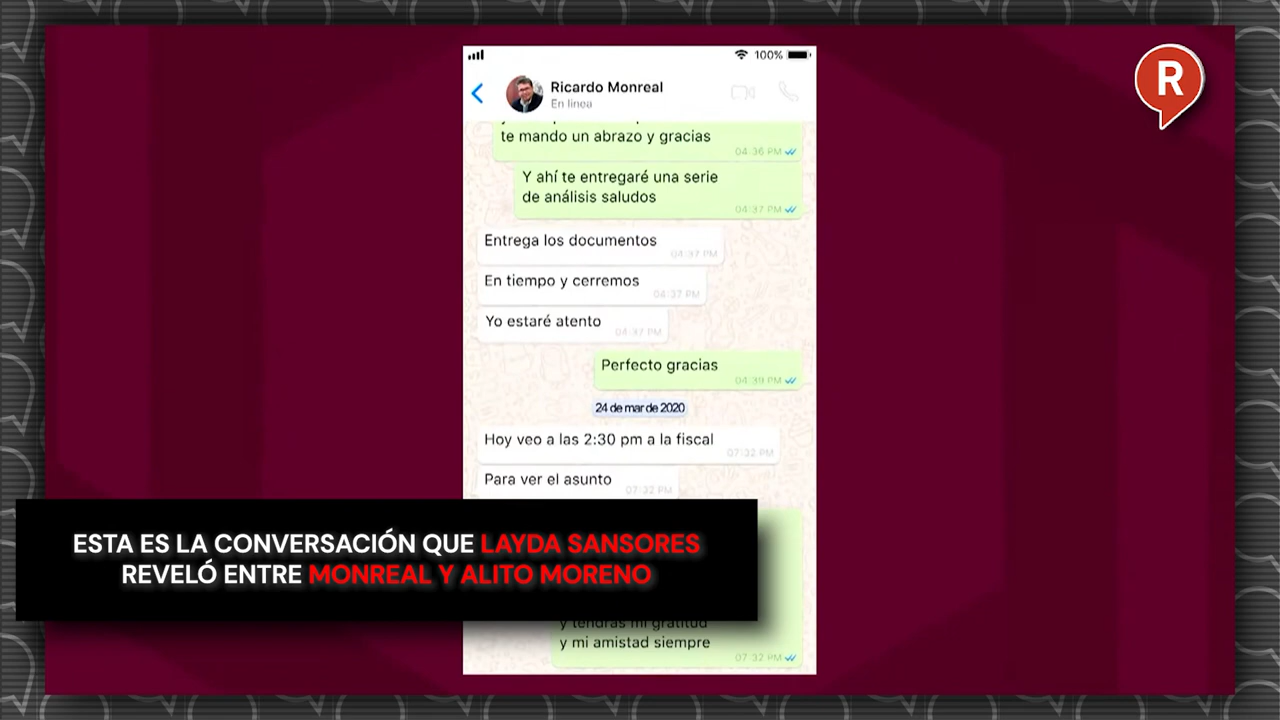 100%
R
Ricardo Monreal
En línea
te mando un abrazo y gracias
04:36 PM
Y ahí te entregaré una serie
de análisis saludos
04:37 PM
Entrega los documentos
04:37 PM
En tiempo y cerremos
04:37 PM
Yo estaré atento
04:37 PM
Perfecto gracias
04:39 PM
24 de mar de 2020
Hoy veo a las 2:30 pm a la fiscal
07:32 PM
Para ver el asunto
07:32 PM
ESTA ES LA CONVERSACIÓN QUE LAYDA SANSORES
REVELÓ ENTRE MONREAL Y ALITO MORENO
y tendrás mi gratitud
y mi amistad siempre
07:32 PM